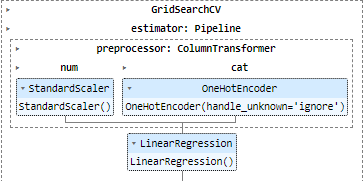 GridSearchCV
estimator: Pipeline
preprocessor: ColumnTransformer
num
cat
StandardScaler
StandardScaler()
OneHotEncoder
OneHotEncoder(handle_unknown='ignore')
LinearRegression
LinearRegression()